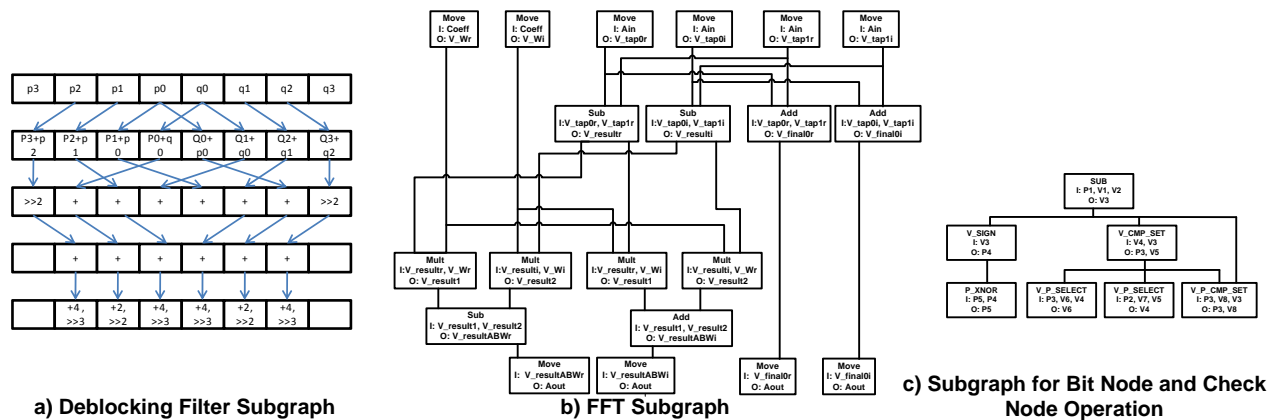 p3 p2 p1 p0 q0 q1 q2 q3
P3+p 2 P2+p 1 P1+p 0 P0+q 0 Q0+ p0 Q1+ q0 Q2+ q1 Q3+ q2
>>2 + + + + + + >>2
+ + + + + +
+4, >>3 +2, >>2 +4, >>3 +4, >>3 +2, >>2 +4, >>3
a) Deblocking Filter Subgraph
Move
I: Coeff
O: V_Wr
Move
I: Coeff
O: V_Wi
Move
I: Ain
O: V_tap0r
Move
I: Ain
O: V_tap0i
Move
I: Ain
O: V_tap1r
Move
I: Ain
O: V_tap1i
Sub
I:V_tap0r, V_tap1r
O: V_resultr
Sub
I:V_tap0i, V_tap1i
O: V_resulti
Add
I:V_tap0r, V_tap1r
O: V_final0r
Add
I:V_tap0i, V_tap1i
O: V_final0i
Mult
I:V_resultr, V_Wr
O: V_result1
Mult
I:V_resulti, V_Wi
O: V_result2
Mult
I:V_resultr, V_Wi
O: V_result1
Mult
I:V_resulti, V_Wr
O: V_result2
Sub
I: V_result1, V_result2
O: V_resultABWr
Add
I: V_result1, V_result2
O: V_resultABWi
Move
I: V_resultABWr
O: Aout
Move
I: V_resultABWi
O: Aout
Move
I: V_final0r
O: Aout
Move
I: V_final0i
O: Aout
b) FFT Subgraph
SUB
I: P1, V1, V2
O: V3
V_SIGN
I: V3
O: P4
V_CMP_SET
I: V4, V3
O: P3, V5
P_XNOR
I: P5, P4
O: P5
V_P_SELECT
I: P3, V6, V4
O: V6
V_P_SELECT
I: P2, V7, V5
O: V4
V_P_CMP_SET
I: P3, V8, V3
O: P3, V8
c) Subgraph for Bit Node and Check
Node Operation